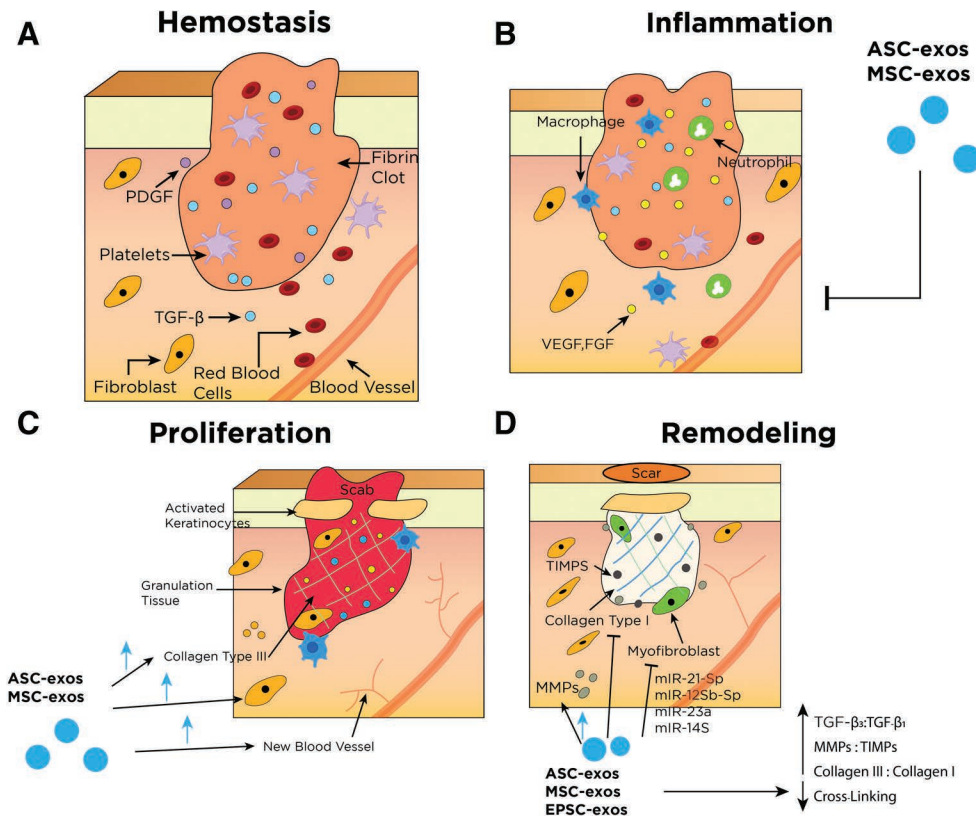 A
Hemostasis
PDGF
Fibrin
Clot
Platelets
TGF-β
Fibroblast
Red Blood
Cells
Blood Vessel
B
Inflammation
ASC-exos
MSC-exos
Macrophage
Neutrophil
VEGF,FGF
C
Proliferation
Scab
Activated
Keratinocytes
Granulation
Tissue
Collagen Type III
ASC-exos
MSC-exos
New Blood Vessel
D
Remodeling
Scar
TIMPS
Collagen Type I
Myofibroblast
MMPs
mIR-21-Sp
mIR-12Sb-Sp
mIR-23a
mIR-14S
ASC-exos
MSC-exos
EPSC-exos
TGF-β₃:TGF-β₁
MMPs : TIMPs
Collagen III : Collagen I
Cross-Linking